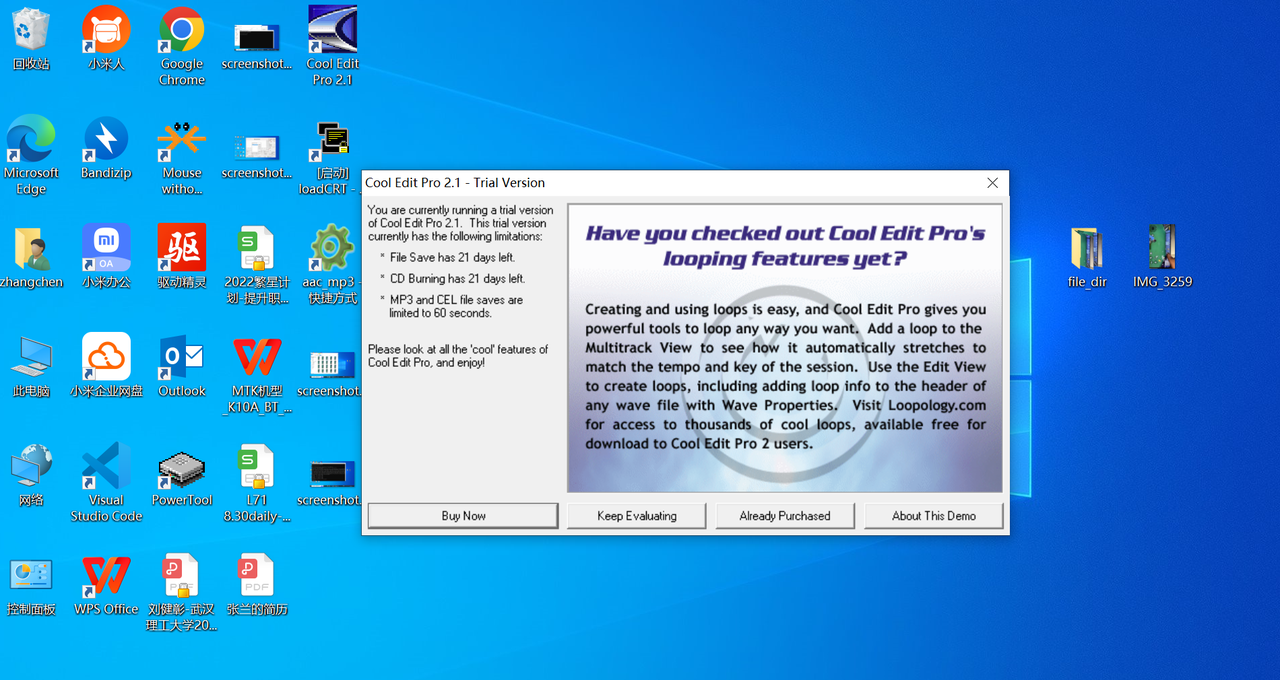 回收站
小米人
Google
Chrome
screenshot...
Cool Edit
Pro 2.1
Microsoft
Edge
Bandizip
Mouse
witho...
screenshot...
[启动]
loadCRT - ...
zhangchen
mi
OA
小米办公
驱
驱动精灵
S
2022繁星计
划-提升职...
aac_mp3 -
快捷方式
此电脑
小米企业网盘
Outlook
MTK机型
_K10A_BT_...
screenshot.
网络
Visual
Studio Code
PowerTool
S
L71
8.30daily-...
screenshot.
控制面板
WPS Office
PDF
刘健彰-武汉
理工大学20...
PDF
张兰的简历
Cool Edit Pro 2.1 - Trial Version
You are currently running a trial version
of Cool Edit Pro 2.1. This trial version
currently has the following limitations:
* File Save has 21 days left.
* CD Burning has 21 days left.
* MP3 and CEL file saves are
limited to 60 seconds.
Please look at all the 'cool' features of
Cool Edit Pro, and enjoy!
Have you checked out Cool Edit Pro's
looping features yet?
Creating and using loops is easy, and Cool Edit Pro gives you
powerful tools to loop any way you want. Add a loop to the
Multitrack View to see how it automatically stretches to
match the tempo and key of the session. Use the Edit View
to create loops, including adding loop info to the header of
any wave file with Wave Properties. Visit Loopology.com
for access to thousands of cool loops, available free for
download to Cool Edit Pro 2 users.
Buy Now
Keep Evaluating
Already Purchased
About This Demo
file_dir
IMG_3259